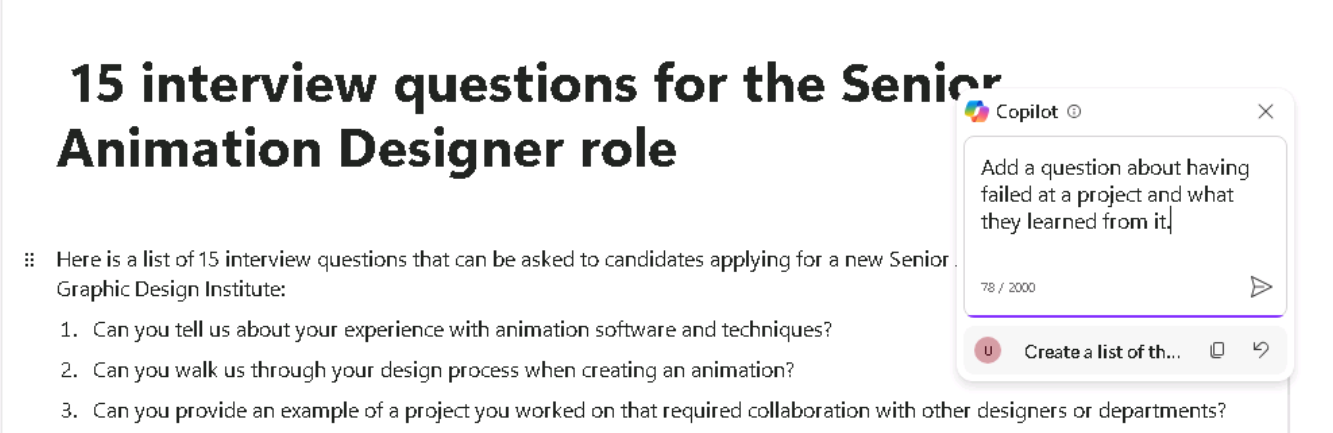 15 interview questions for the Senior
Animation Designer role
Copilot
Add a question about having
failed at a project and what
they learned from it.
78 / 2000
U
Create a list of th...
Here is a list of 15 interview questions that can be asked to candidates applying for a new Senior
Graphic Design Institute:
1. Can you tell us about your experience with animation software and techniques?
2. Can you walk us through your design process when creating an animation?
3. Can you provide an example of a project you worked on that required collaboration with other designers or departments?